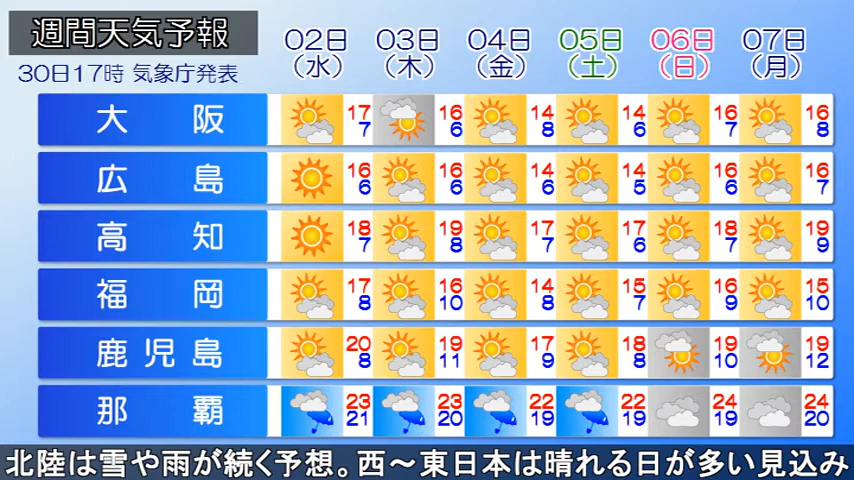 週間天気予報
30日17時 気象庁発表
02日 03日 04日 05日 06日 07日
(水) (木) (金) (土) (日) (月)
大阪 17 7 16 6 14 8 14 6 16 7 16 8
広島 16 6 16 6 14 6 14 5 16 6 16 7
高知 18 7 19 8 17 7 17 6 18 7 19 9
福岡 17 8 16 10 14 8 15 7 16 9 15 10
鹿児島 20 8 19 11 17 9 18 8 19 10 19 12
那覇 23 21 23 20 22 19 22 19 24 19 24 20
北陸は雪や雨が続く予想。西～東日本は晴れる日が多い見込み